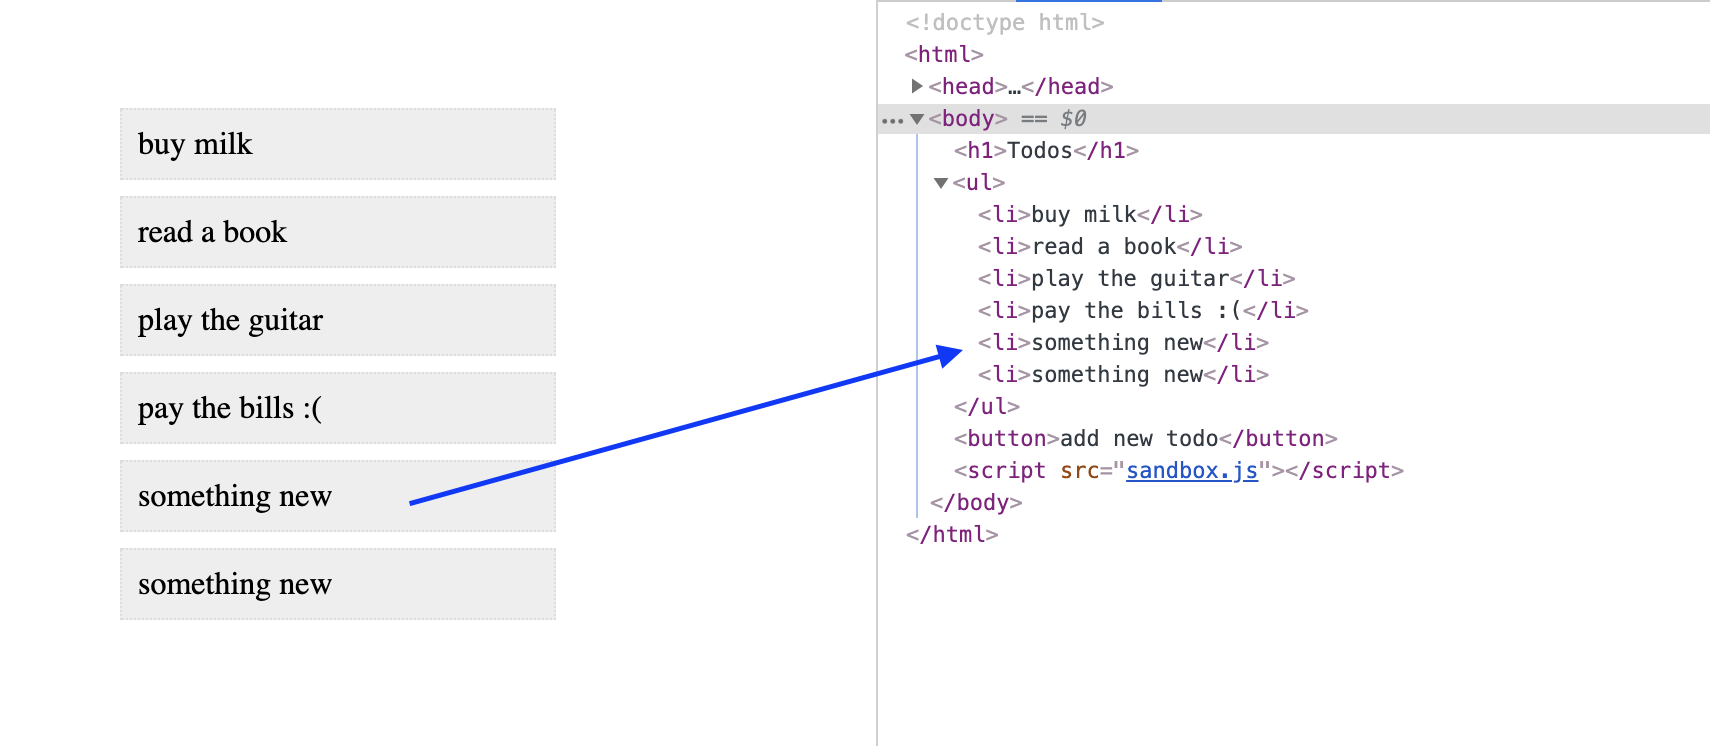 buy milk
read a book
play the guitar
pay the bills :(
something new
something new
<!doctype html>
<html>
<head>…</head>
<body> == $0
<h1>Todos</h1>
<ul>
<li>buy milk</li>
<li>read a book</li>
<li>play the guitar</li>
<li>pay the bills :(</li>
<li>something new</li>
<li>something new</li>
</ul>
<button>add new todo</button>
<script src="sandbox.js"></script>
</body>
</html>